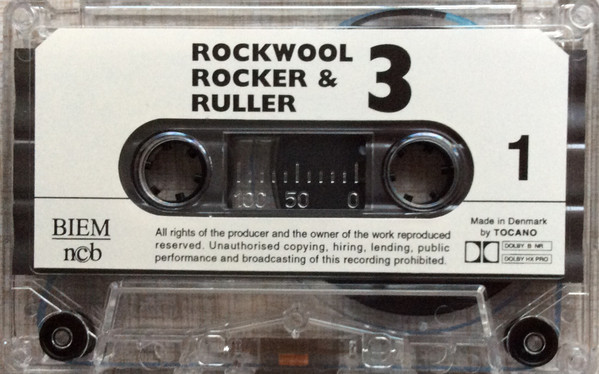 ROCKWOOL
ROCKER & 3
RULLER
1
100 50 0
BIEM
ncb
All rights of the producer and the owner of the work reproduced
reserved. Unauthorised copying, hiring, lending, public
performance and broadcasting of this recording prohibited.
Made in Denmark
by TOCANO
DOLBY B NR
DOLBY HX PRO